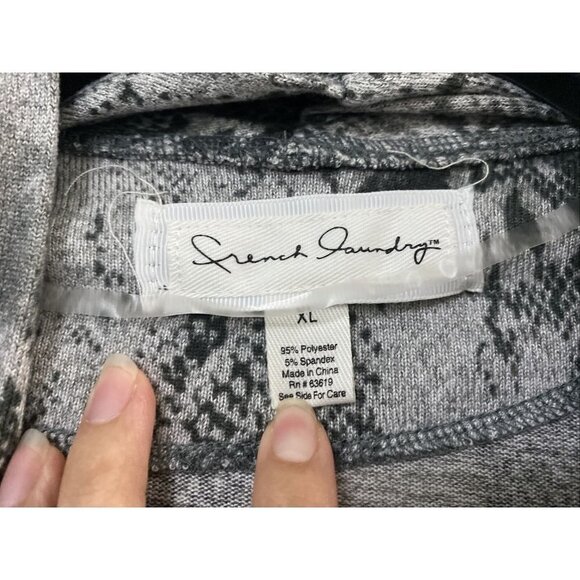 French Laundry™
XL
95% Polyester
5% Spandex
Made in China
Rn # 63619
See Side For Care